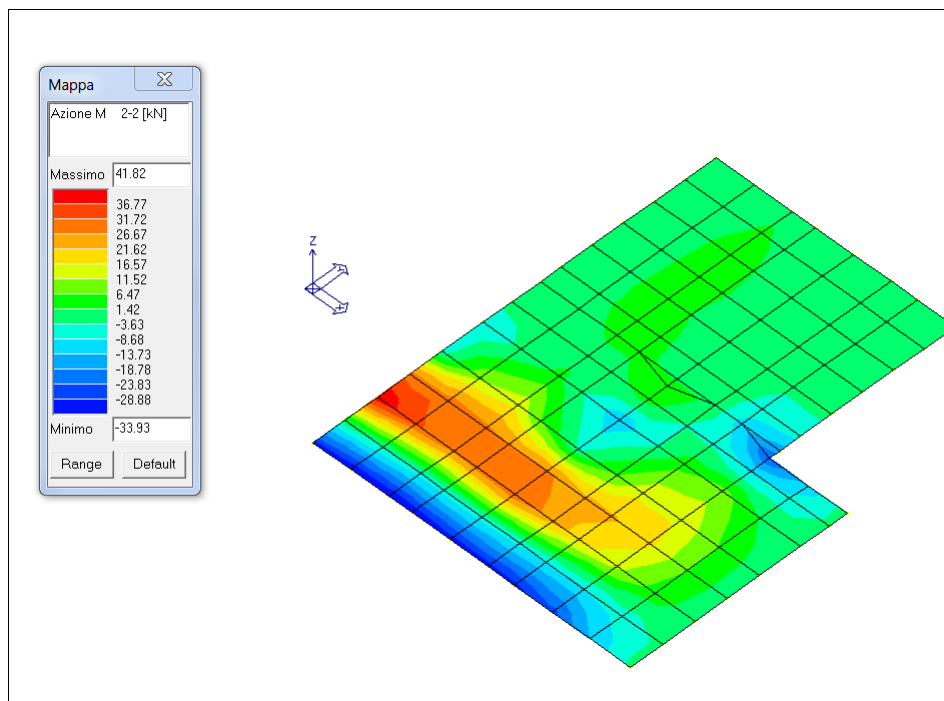 Mappa
Azione M 2-2 [kN]
Massimo 41.82
36.77
31.72
26.67
21.62
16.57
11.52
6.47
1.42
-3.63
-8.68
-13.73
-18.78
-23.83
-28.88
Minimo -33.93
Range Default
Z